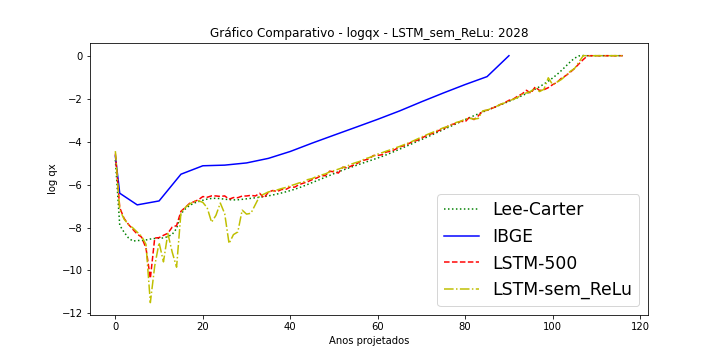 Gráfico Comparativo - logqx - LSTM_sem_ReLu: 2028
0
−2
−4
−6
−8
−10
−12
log qx
0 20 40 60 80 100 120
Anos projetados
Lee-Carter
IBGE
LSTM-500
LSTM-sem_ReLu